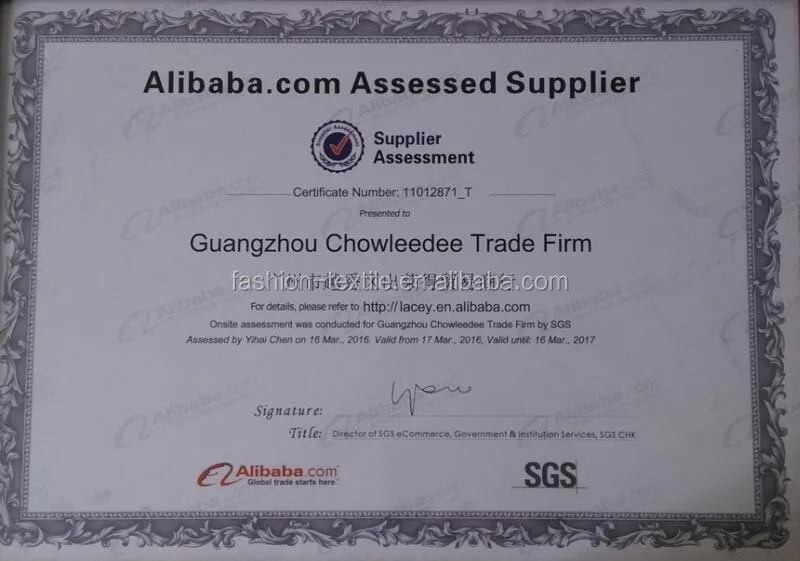 Alibaba.com Assessed Supplier
Supplier Assessment
Supplier
Assessment
Certificate Number: 11012871_T
Presented to
Guangzhou Chowleedee Trade Firm
fashion-textile.en.alibaba.com
For details, please refer to http://lacey.en.alibaba.com
Onsite assessment was conducted for Guangzhou Chowleedee Trade Firm by SGS
Assessed by Yihai Chen on 16 Mar., 2016. Valid from 17 Mar., 2016, Valid until: 16 Mar., 2017
Signature:
Title: Director of SGS eCommerce, Government & Institution Services, SGS CHK
Alibaba.com
Global trade starts here.™
SGS